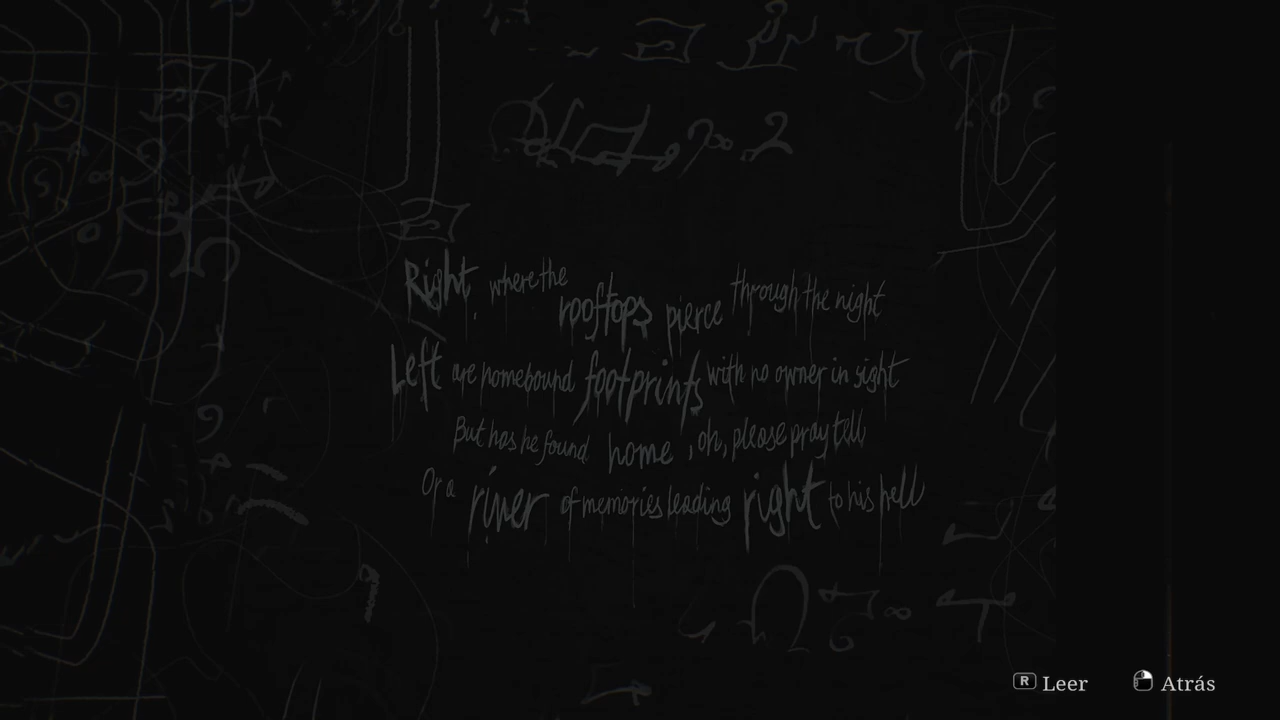 Right where the rooftops pierce through the night
Left are homebound footprints with no owner in sight
But has he found home, oh, please pray tell
Or a river of memories leading right to his hell
R Leer
Atrás